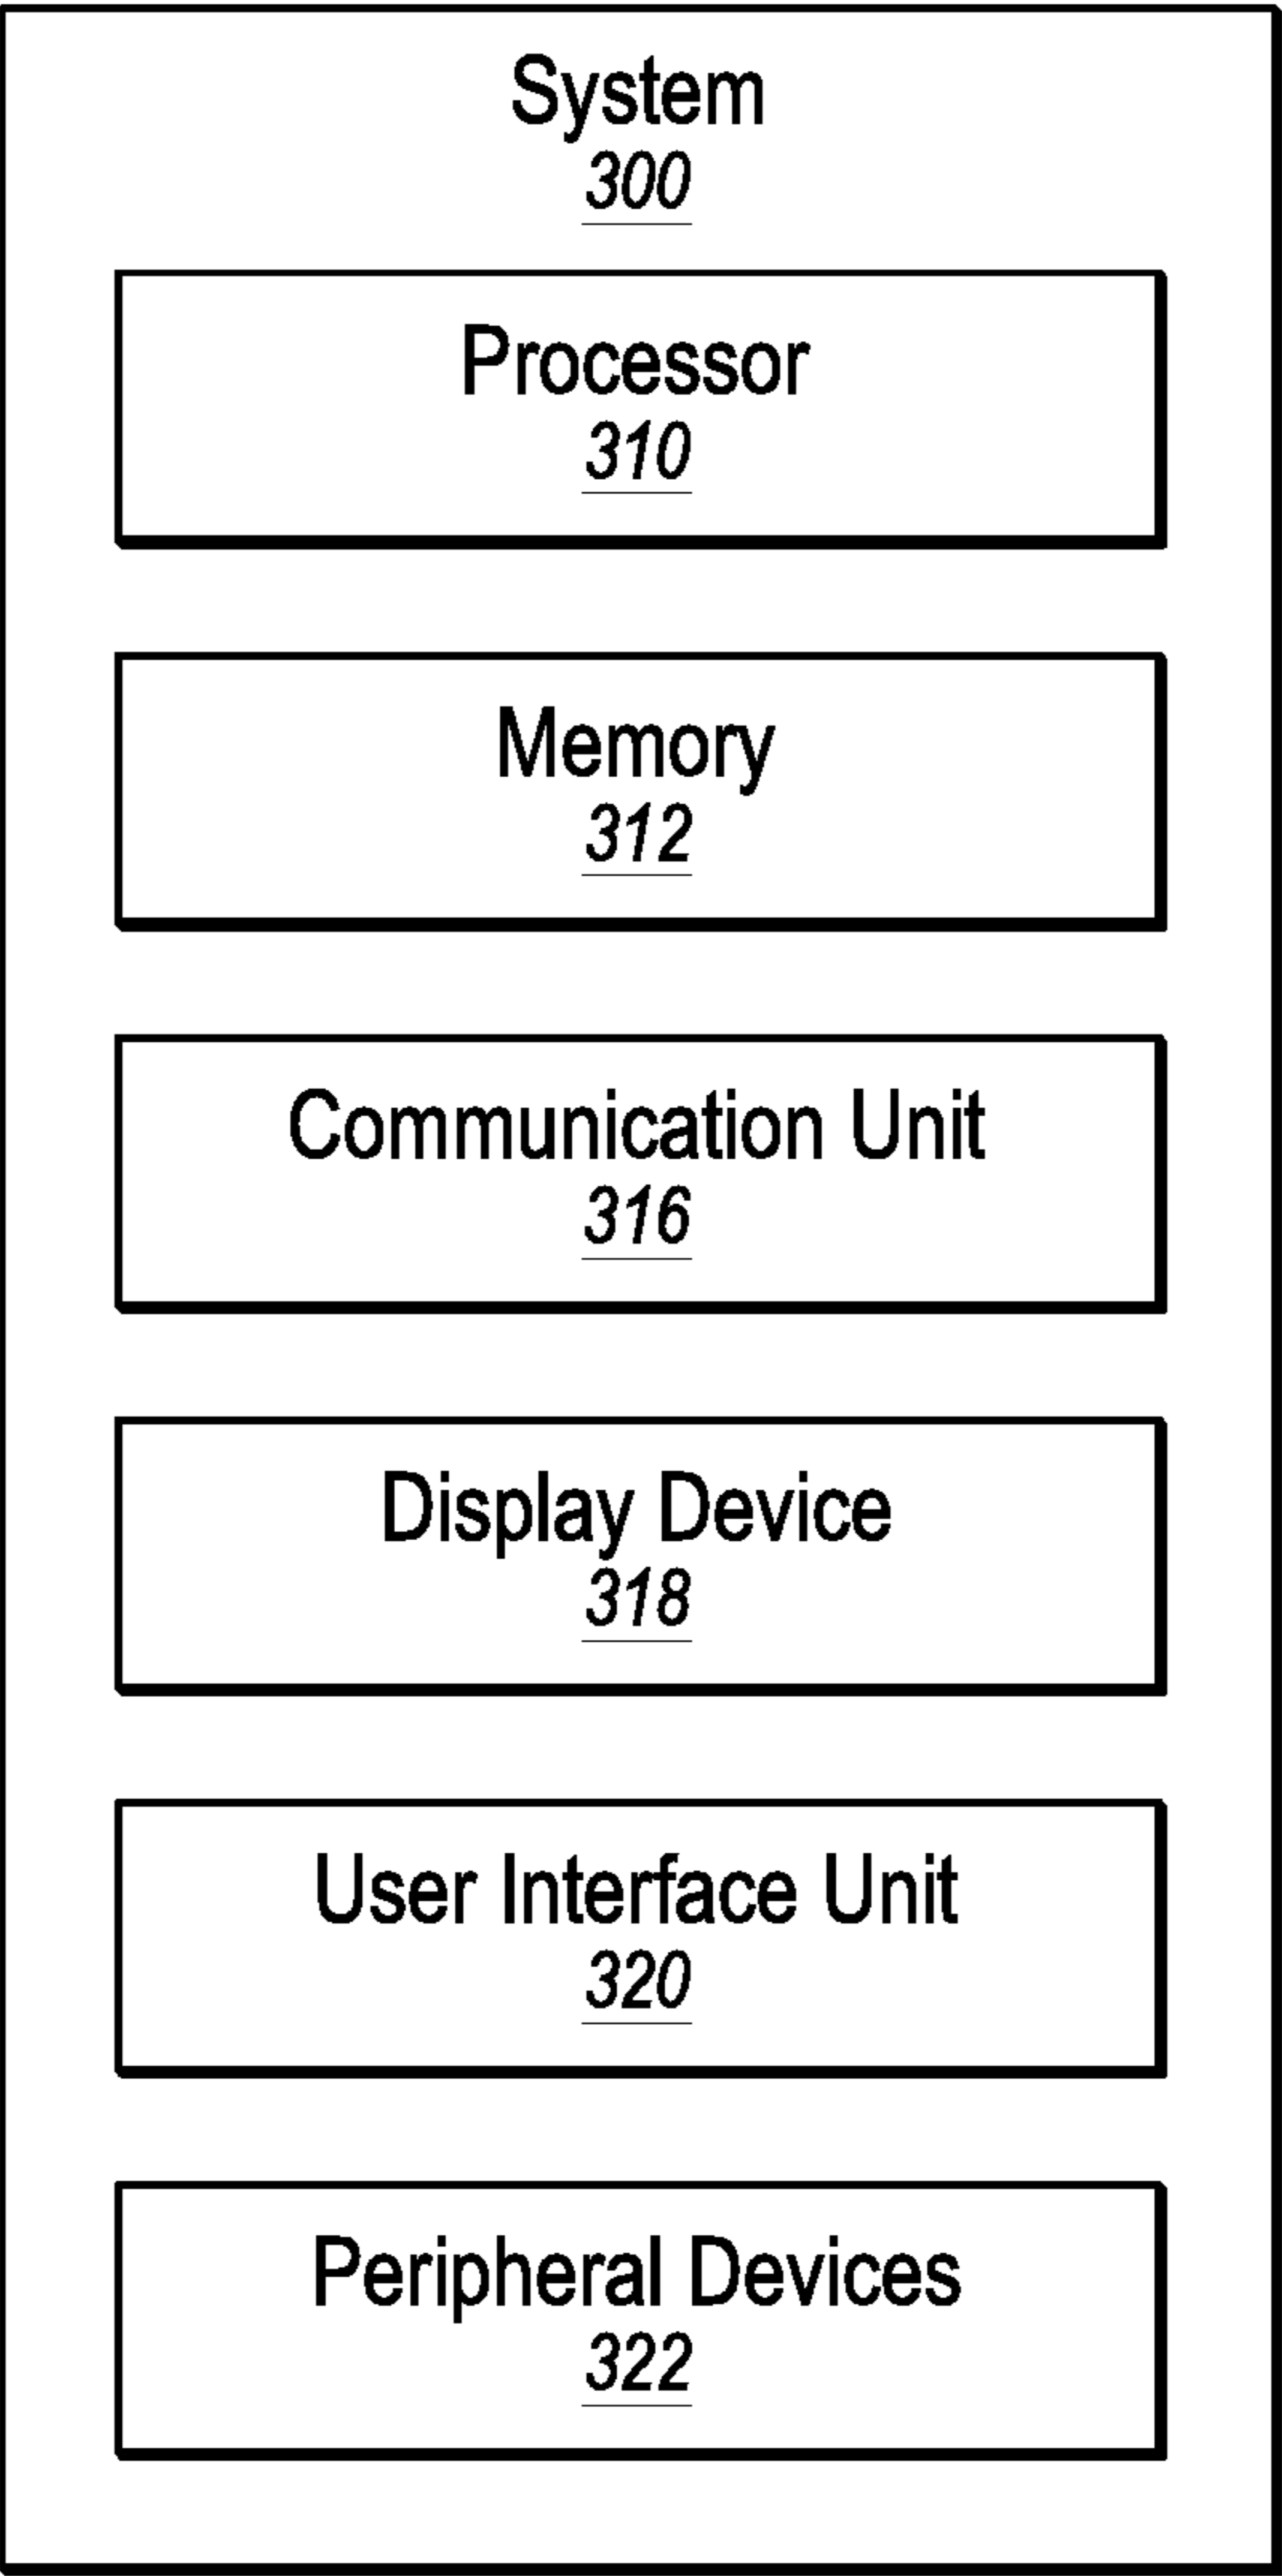 System
300
Processor
310
Memory
312
Communication Unit
316
Display Device
318
User Interface Unit
320
Peripheral Devices
322